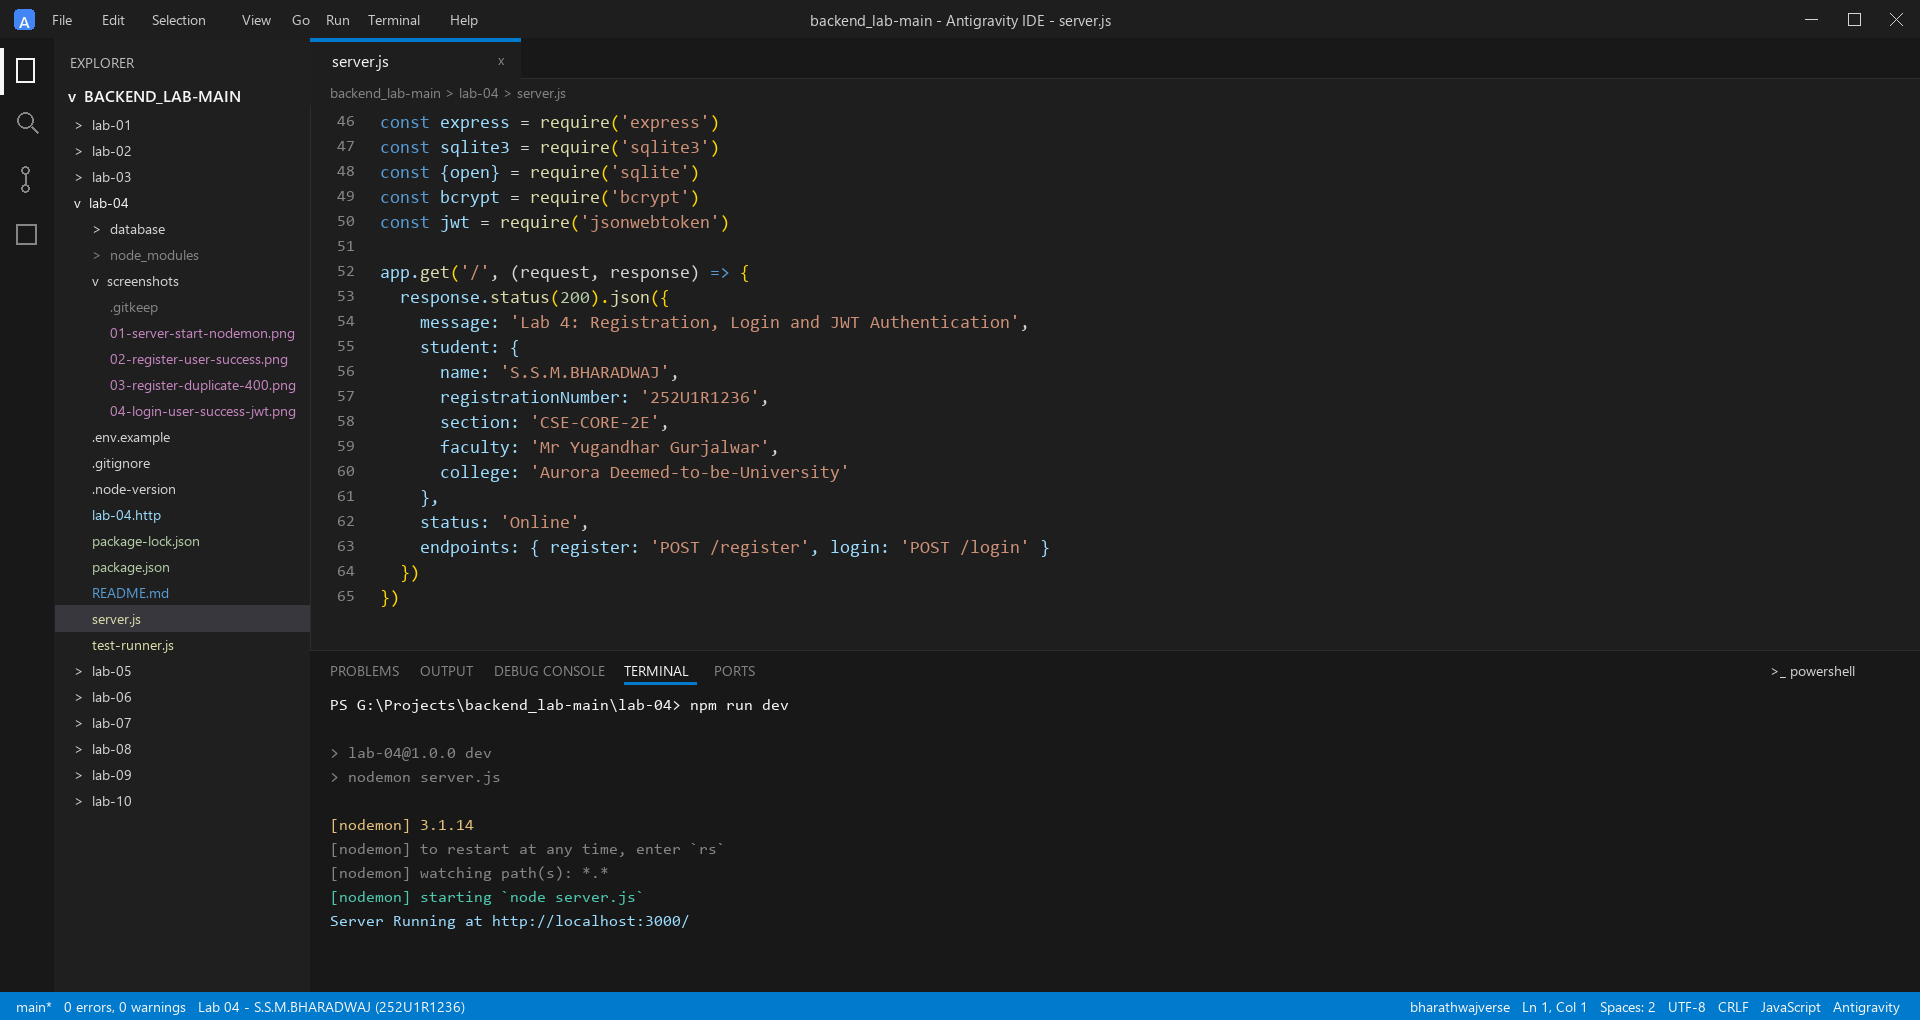 A File Edit Selection View Go Run Terminal Help backend_lab-main - Antigravity IDE - server.js
EXPLORER
v BACKEND_LAB-MAIN
> lab-01
> lab-02
> lab-03
v lab-04
> database
> node_modules
v screenshots
.gitkeep
01-server-start-nodemon.png
02-register-user-success.png
03-register-duplicate-400.png
04-login-user-success-jwt.png
.env.example
.gitignore
.node-version
lab-04.http
package-lock.json
package.json
README.md
server.js
test-runner.js
> lab-05
> lab-06
> lab-07
> lab-08
> lab-09
> lab-10
server.js x
backend_lab-main > lab-04 > server.js
46 const express = require('express')
47 const sqlite3 = require('sqlite3')
48 const {open} = require('sqlite')
49 const bcrypt = require('bcrypt')
50 const jwt = require('jsonwebtoken')
51
52 app.get('/', (request, response) => {
53 response.status(200).json({
54 message: 'Lab 4: Registration, Login and JWT Authentication',
55 student: {
56 name: 'S.S.M.BHARADWAJ',
57 registrationNumber: '252U1R1236',
58 section: 'CSE-CORE-2E',
59 faculty: 'Mr Yugandhar Gurjalwar',
60 college: 'Aurora Deemed-to-be-University'
61 },
62 status: 'Online',
63 endpoints: { register: 'POST /register', login: 'POST /login' }
64 })
65 })
PROBLEMS OUTPUT DEBUG CONSOLE TERMINAL PORTS >_ powershell
PS G:\Projects\backend_lab-main\lab-04> npm run dev
> lab-04@1.0.0 dev
> nodemon server.js
[nodemon] 3.1.14
[nodemon] to restart at any time, enter `rs`
[nodemon] watching path(s): *.*
[nodemon] starting `node server.js`
Server Running at http://localhost:3000/
main* 0 errors, 0 warnings Lab 04 - S.S.M.BHARADWAJ (252U1R1236) bharathwajverse Ln 1, Col 1 Spaces: 2 UTF-8 CRLF JavaScript Antigravity